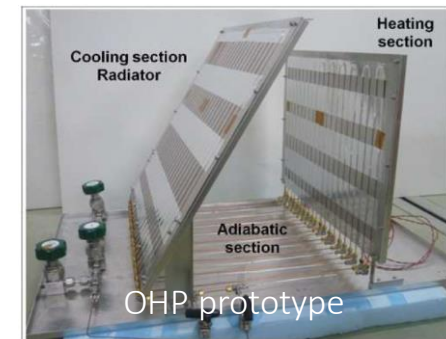 Heating
section
Cooling section
Radiator
Adiabatic
section
OHP prototype